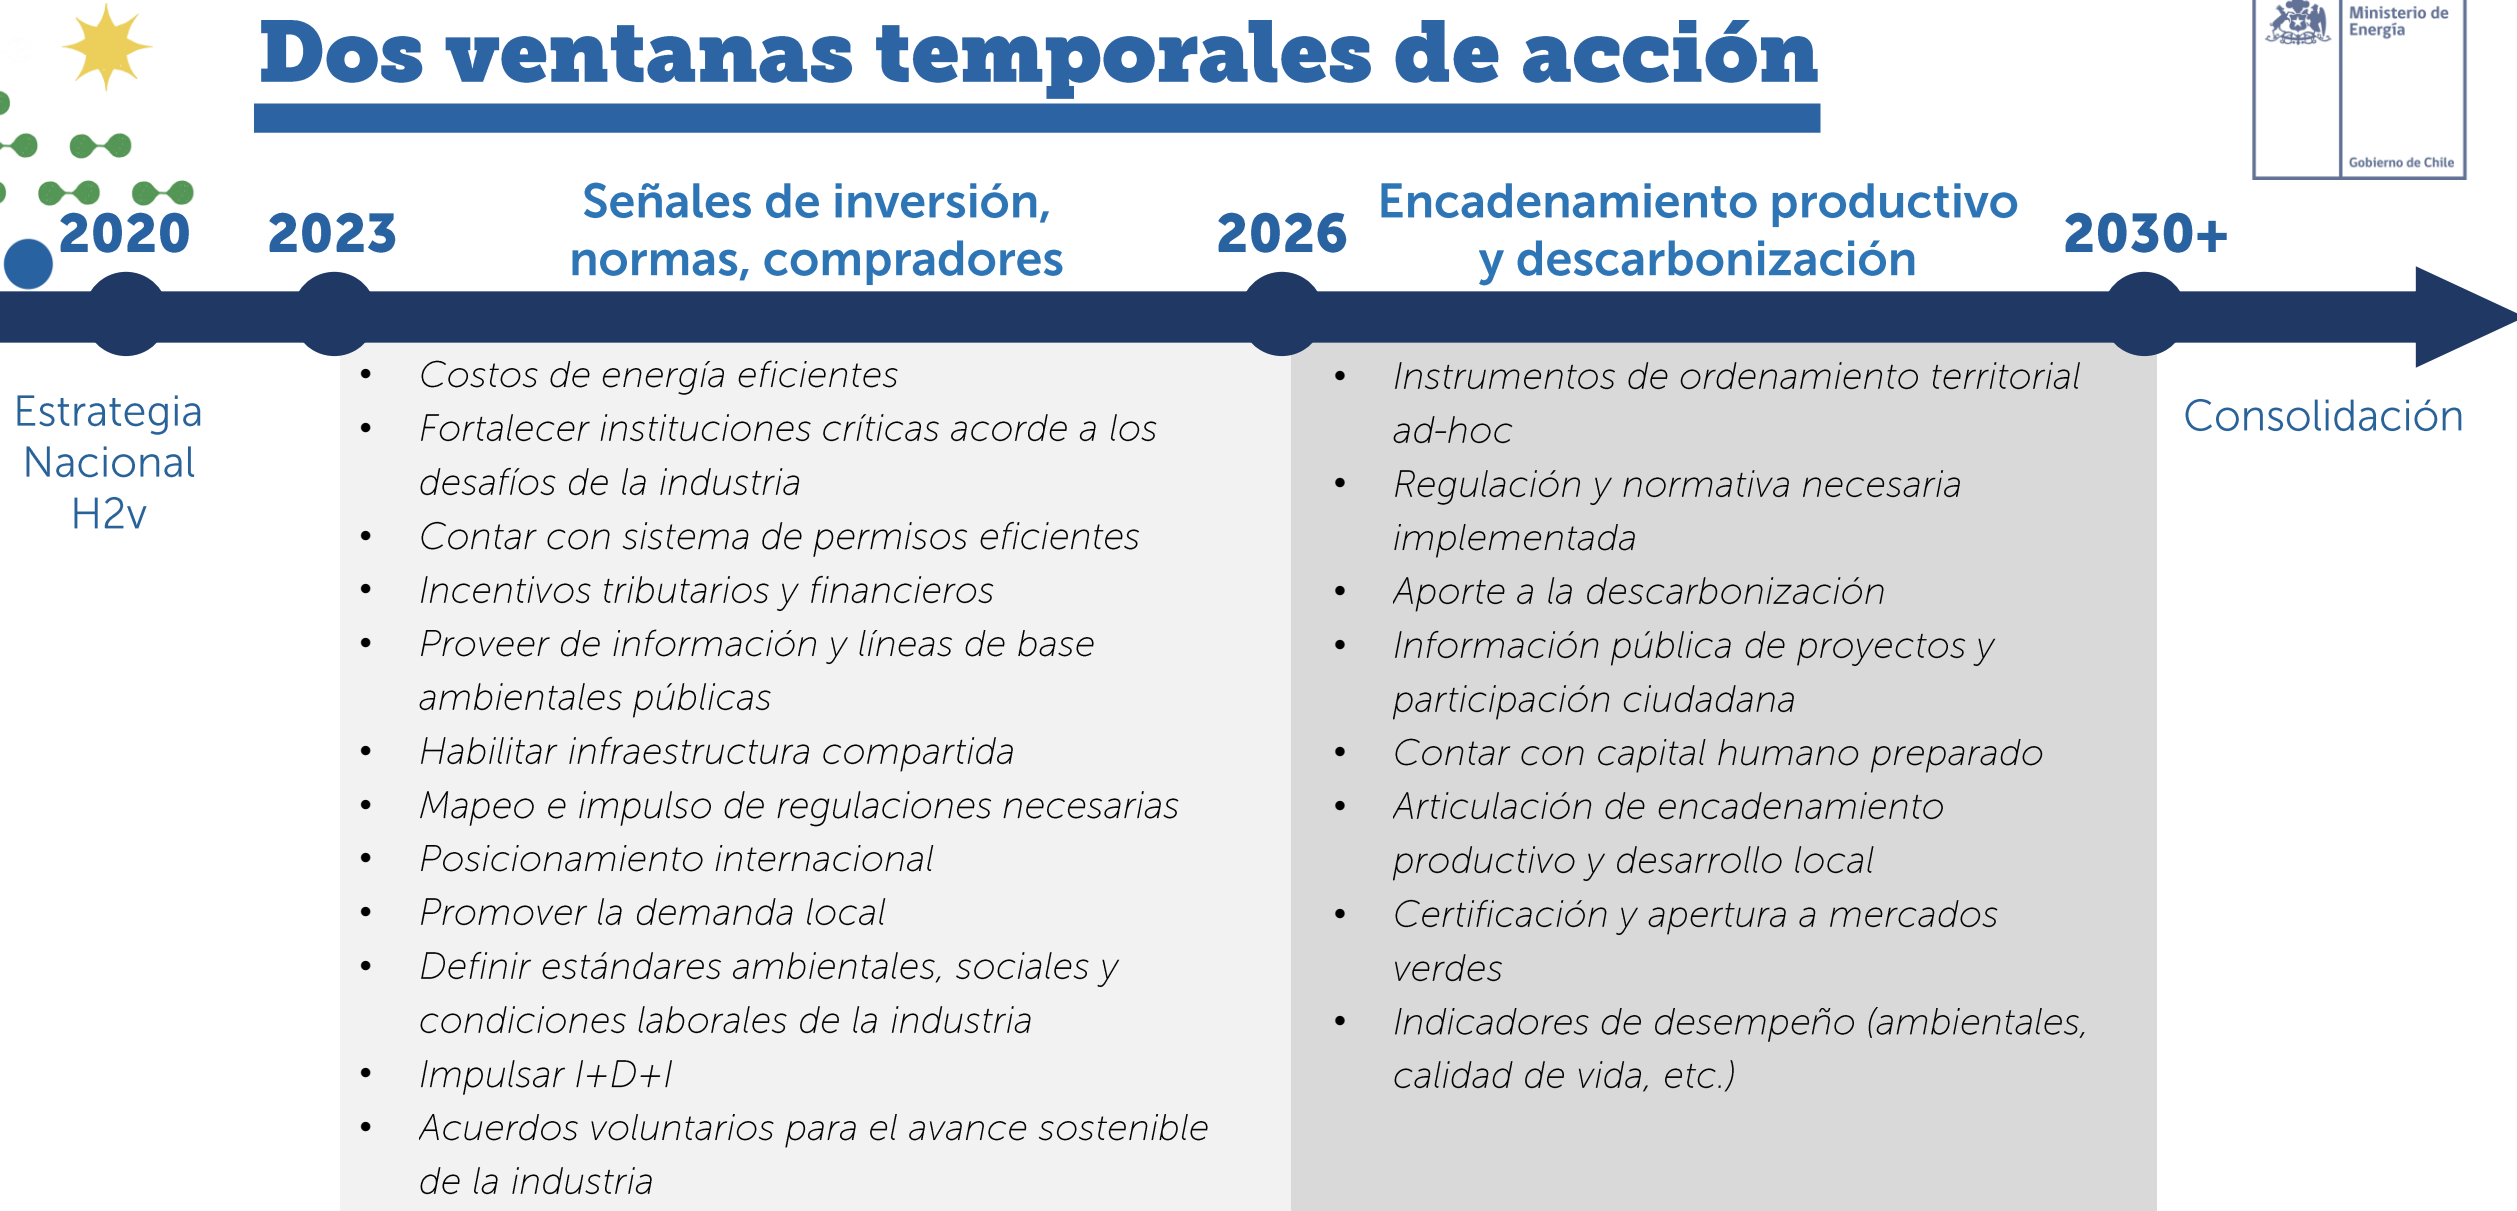 Dos ventanas temporales de acción
Ministerio de
Energía
Gobierno de Chile
2020
2023
Señales de inversión,
normas, compradores
2026
Encadenamiento productivo
y descarbonización
2030+
Estrategia
Nacional
H2v
• Costos de energía eficientes
• Fortalecer instituciones críticas acorde a los
desafíos de la industria
• Contar con sistema de permisos eficientes
• Incentivos tributarios y financieros
• Proveer de información y líneas de base
ambientales públicas
• Habilitar infraestructura compartida
• Mapeo e impulso de regulaciones necesarias
• Posicionamiento internacional
• Promover la demanda local
• Definir estándares ambientales, sociales y
condiciones laborales de la industria
• Impulsar I+D+I
• Acuerdos voluntarios para el avance sostenible
de la industria
• Instrumentos de ordenamiento territorial
ad-hoc
• Regulación y normativa necesaria
implementada
• Aporte a la descarbonización
• Información pública de proyectos y
participación ciudadana
• Contar con capital humano preparado
• Articulación de encadenamiento
productivo y desarrollo local
• Certificación y apertura a mercados
verdes
• Indicadores de desempeño (ambientales,
calidad de vida, etc.)
Consolidación